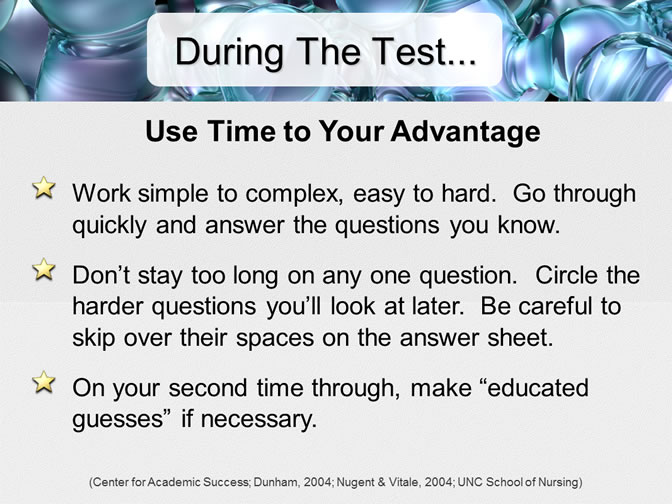 During The Test...
Use Time to Your Advantage
Work simple to complex, easy to hard.  Go through
quickly and answer the questions you know.
Don’t stay too long on any one question.  Circle the
harder questions you’ll look at later.  Be careful to
skip over their spaces on the answer sheet.
On your second time through, make “educated
guesses” if necessary.
(Center for Academic Success; Dunham, 2004; Nugent & Vitale, 2004; UNC School of Nursing)